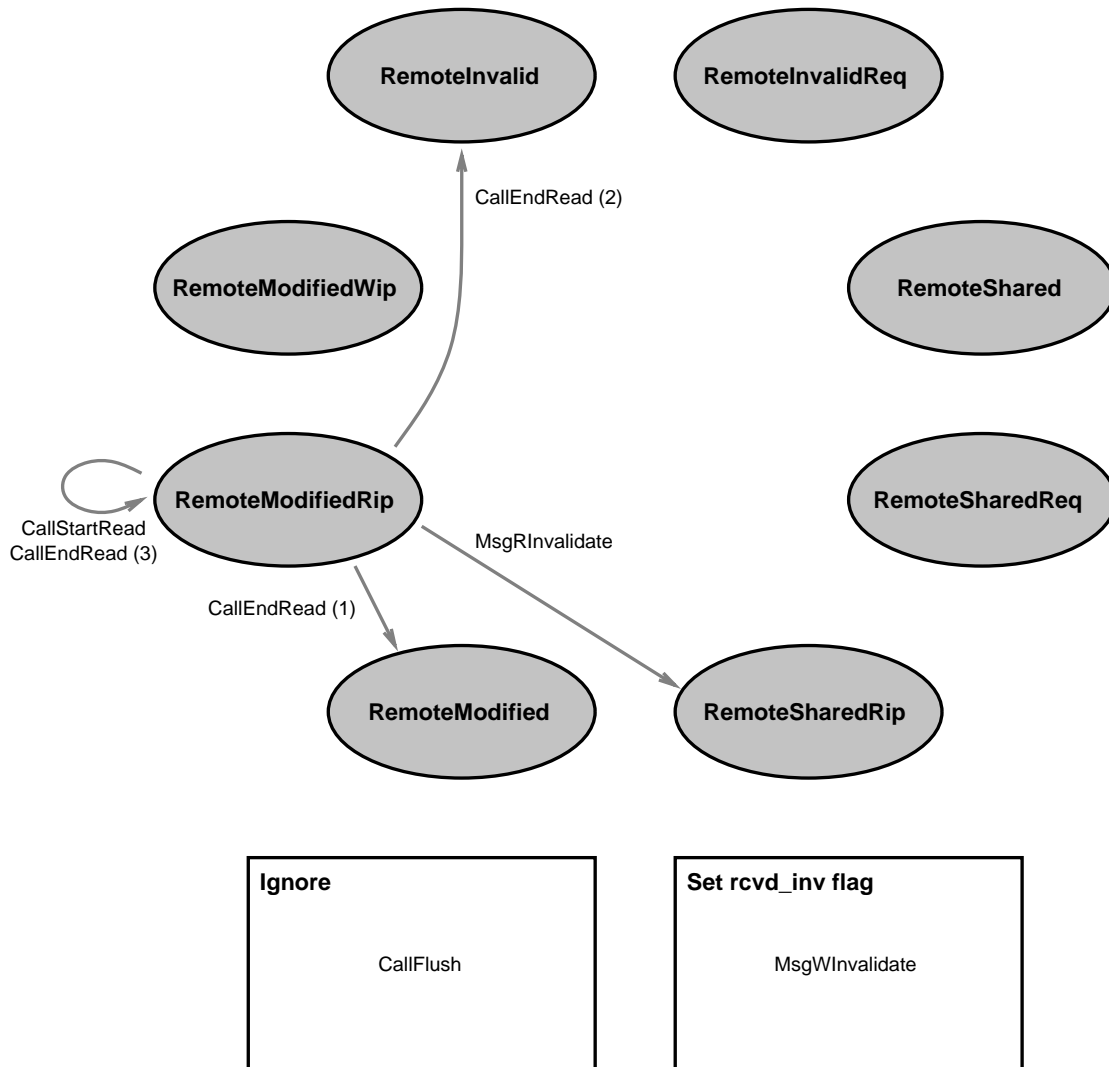 RemoteInvalid
RemoteInvalidReq
CallEndRead (2)
RemoteModifiedWip
RemoteShared
RemoteModifiedRip
RemoteSharedReq
CallStartRead
CallEndRead (3)
MsgRInvalidate
CallEndRead (1)
RemoteModified
RemoteSharedRip
Ignore
CallFlush
Set rcvd_inv flag
MsgWInvalidate